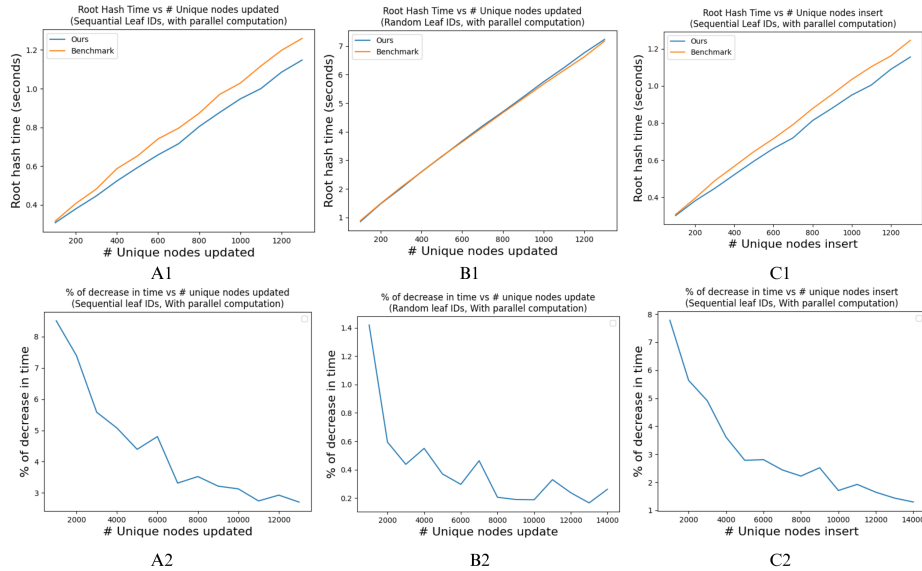 Root Hash Time vs # Unique nodes updated
(Sequantial Leaf IDs, with parallel computation)
Ours
Benchmark
Root hash time (seconds)
1.2
1.0
0.8
0.6
0.4
200 400 600 800 1000 1200
# Unique nodes updated
A1
Root Hash Time vs # Unique nodes updated
(Random Leaf IDs, with parallel computation)
Ours
Benchmark
Root hash time (seconds)
7
6
5
4
3
2
1
200 400 600 800 1000 1200
# Unique nodes updated
B1
Root Hash Time vs # Unique nodes insert
(Sequential Leaf IDs, with parallel computation)
Ours
Benchmark
Root hash time (seconds)
1.2
1.0
0.8
0.6
0.4
200 400 600 800 1000 1200
# Unique nodes insert
C1
% of decrease in time vs # unique nodes updated
(Sequential leaf IDs, With parallel computation)
% of decrease in time
8
7
6
5
4
3
2000 4000 6000 8000 10000 12000
# Unique nodes updated
A2
% of decrease in time vs # unique nodes update
(Random leaf IDs, With parallel computation)
% of decrease in time
1.4
1.2
1.0
0.8
0.6
0.4
0.2
2000 4000 6000 8000 10000 12000 14000
# Unique nodes update
B2
% of decrease in time vs # unique nodes insert
(Sequential leaf IDs, With parallel computation)
% of decrease in time
8
7
6
5
4
3
2
1
2000 4000 6000 8000 10000 12000 14000
# Unique nodes insert
C2